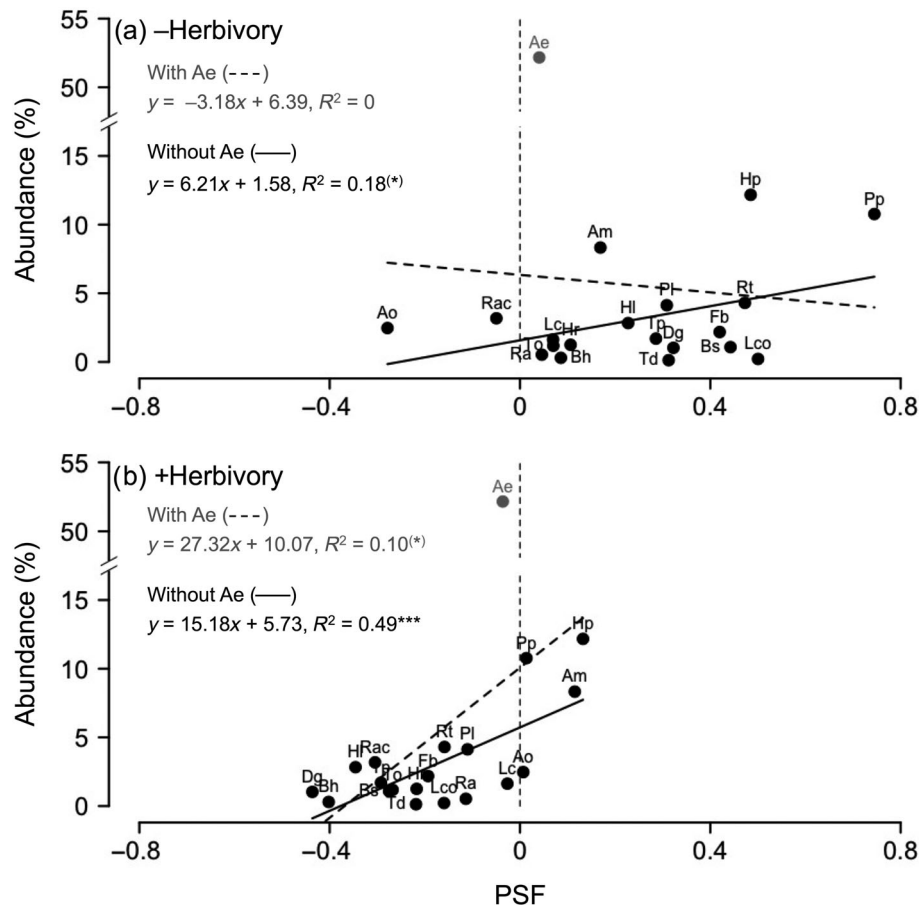 55
(a) –Herbivory
Ae
With Ae (- - -)
y = –3.18x + 6.39, R² = 0
50
Without Ae (——)
y = 6.21x + 1.58, R² = 0.18(*)
Abundance (%)
15
10
5
0
Hp
Pp
Am
Pl
Rt
Ao
Rac
Hl
Fb
Lc
Hr
Tp
Dg
To
Ra
Bh
Td
Bs
Lco
–0.8
–0.4
0
0.4
0.8
55
(b) +Herbivory
Ae
With Ae (- - -)
y = 27.32x + 10.07, R² = 0.10(*)
50
Without Ae (——)
y = 15.18x + 5.73, R² = 0.49***
Abundance (%)
15
10
5
0
Hp
Pp
Am
Rt
Pl
Hl
Rac
Ao
Fb
Tp
To
Hr
Lc
Dg
Bh
Bs
Td
Lco
Ra
–0.8
–0.4
0
0.4
0.8
PSF